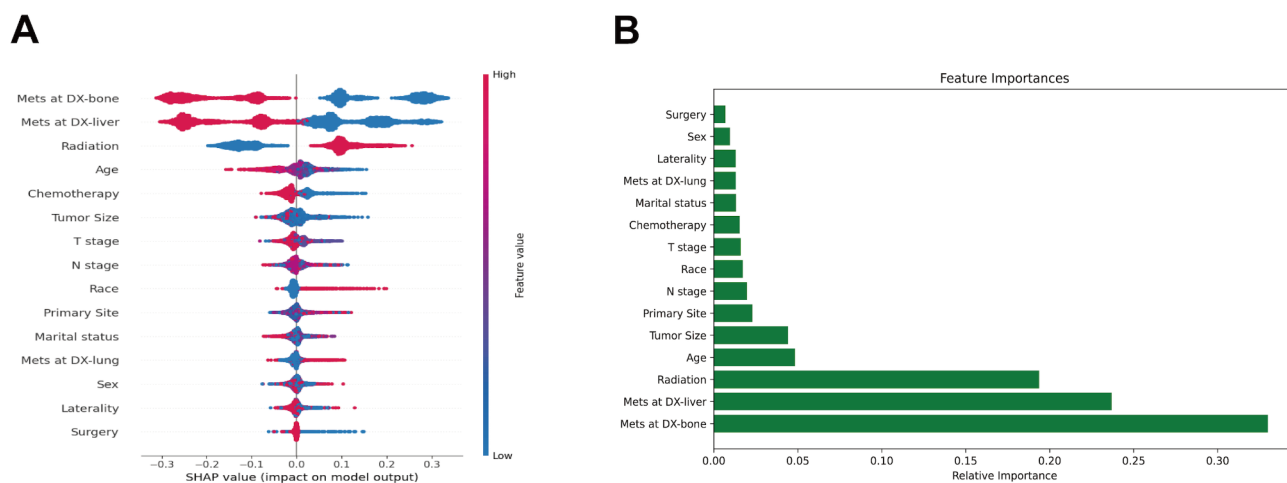 A
High
Mets at DX-bone
Mets at DX-liver
Radiation
Age
Chemotherapy
Tumor Size
T stage
N stage
Race
Primary Site
Marital status
Mets at DX-lung
Sex
Laterality
Surgery
Feature value
Low
−0.3 −0.2 −0.1 0.0 0.1 0.2 0.3
SHAP value (impact on model output)
B
Feature Importances
Surgery
Sex
Laterality
Mets at DX-lung
Marital status
Chemotherapy
T stage
Race
N stage
Primary Site
Tumor Size
Age
Radiation
Mets at DX-liver
Mets at DX-bone
0.00 0.05 0.10 0.15 0.20 0.25 0.30
Relative Importance